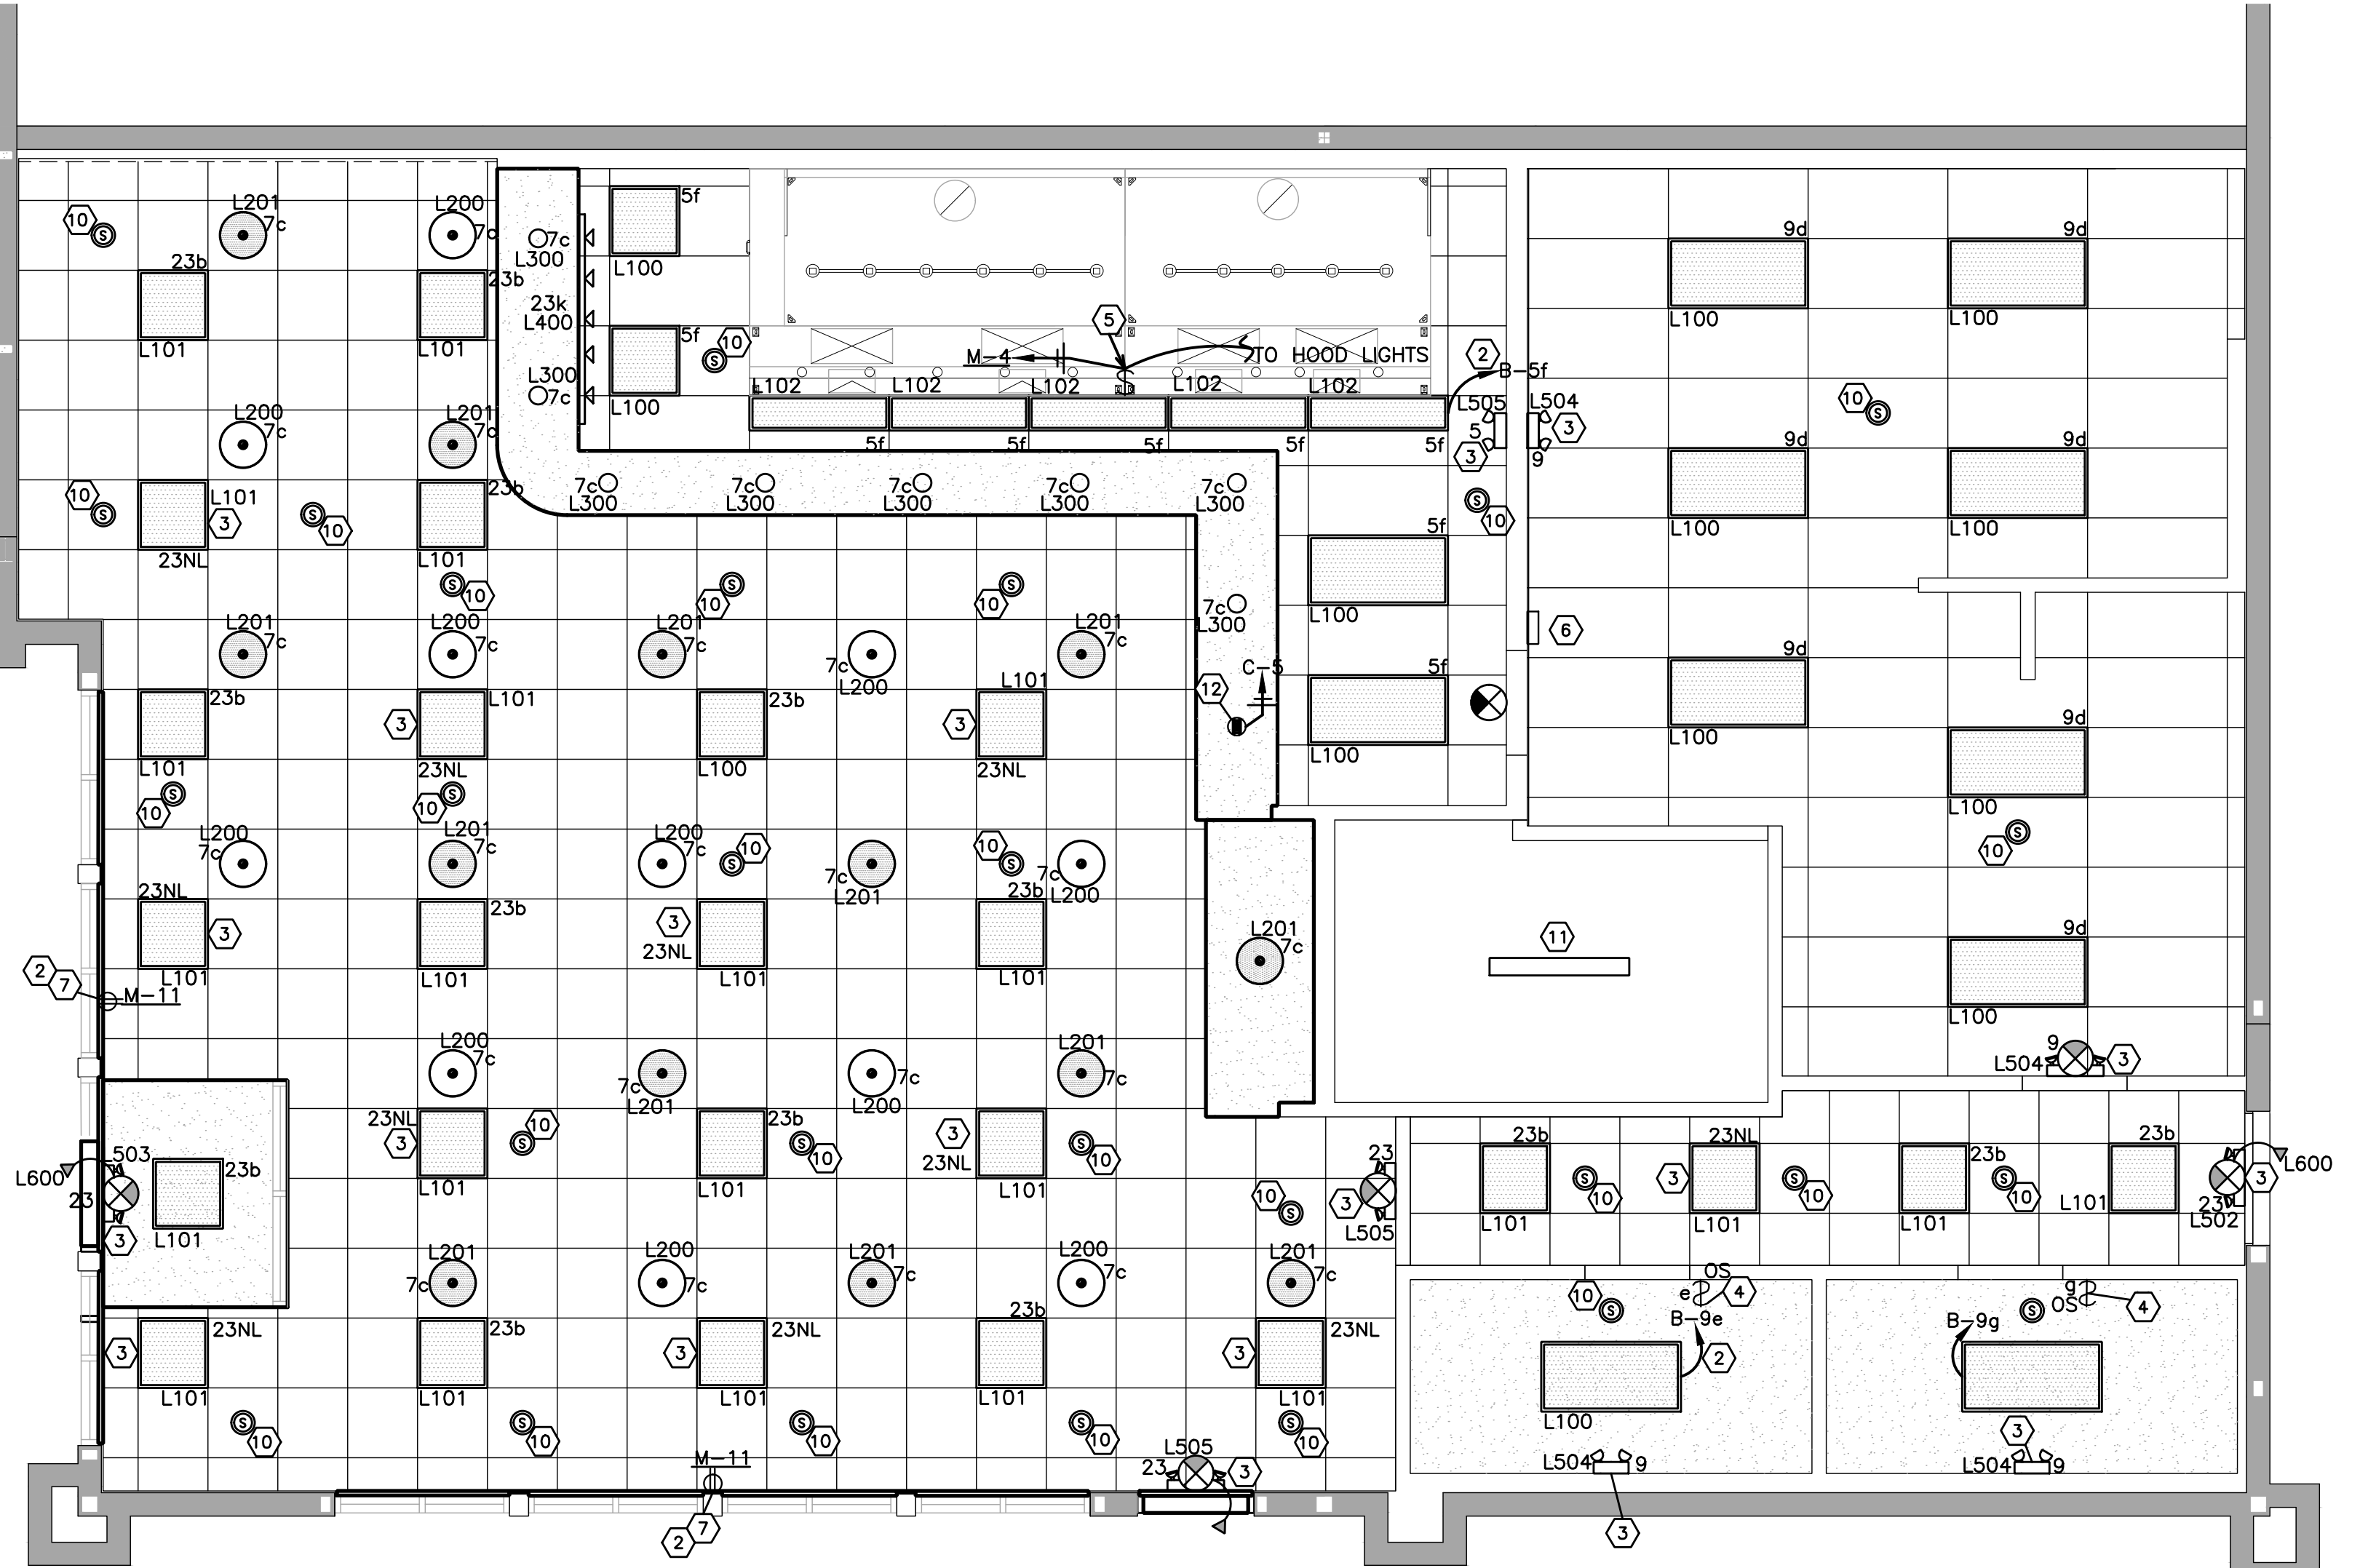 L201
L200
10
S
7c
7c
7c
L300
23b
23b
23k
L400
L101
L101
L300
7c
L200
L201
7c
7c
10
S
L101
3
23NL
S
10
23b
L101
S
10
5f
L100
5f
S
10
L100
5
M-4
TO HOOD LIGHTS
2
B-5f
L102
L102
L102
L102
L102
5f
5f
5f
5f
5f
L505
L504
5
3
3
9
S
10
7c
L300
7c
L300
7c
L300
7c
L300
7c
L300
9d
9d
L100
L100
10
S
9d
9d
L100
L100
5f
L100
7c
L300
6
9d
L100
C-5
12
5f
L100
9d
L100
S
10
9d
L100
9
L504
3
S
10
S
10
L201
L200
L201
L200
L201
7c
7c
7c
7c
7c
23b
L101
3
L101
23NL
23b
L100
L101
3
23NL
S
10
S
10
L200
7c
L201
7c
L200
7c
S
10
7c
L201
10
S
7c
L200
23NL
3
L101
23b
L101
3
23NL
L101
23b
L101
L201
7c
11
2
7
M-11
L200
7c
7c
L201
7c
L200
L201
7c
23NL
3
L101
S
10
23b
L101
S
10
3
23NL
L101
S
10
L600
L503
23
3
23b
L101
10
S
23
3
L505
23b
L101
S
10
23NL
3
L101
S
10
23b
L101
S
10
23b
L101
L600
3
23
L502
L201
7c
L200
7c
L201
7c
L200
7c
L201
7c
3
23NL
L101
23b
L101
3
23NL
L101
23b
L101
3
23NL
L101
S
10
S
10
S
10
S
10
S
10
M-11
2
7
L505
23
3
10
S
OS
e
4
B-9e
2
L100
L504
9
3
S
g
OS
4
B-9g
3
L504
9